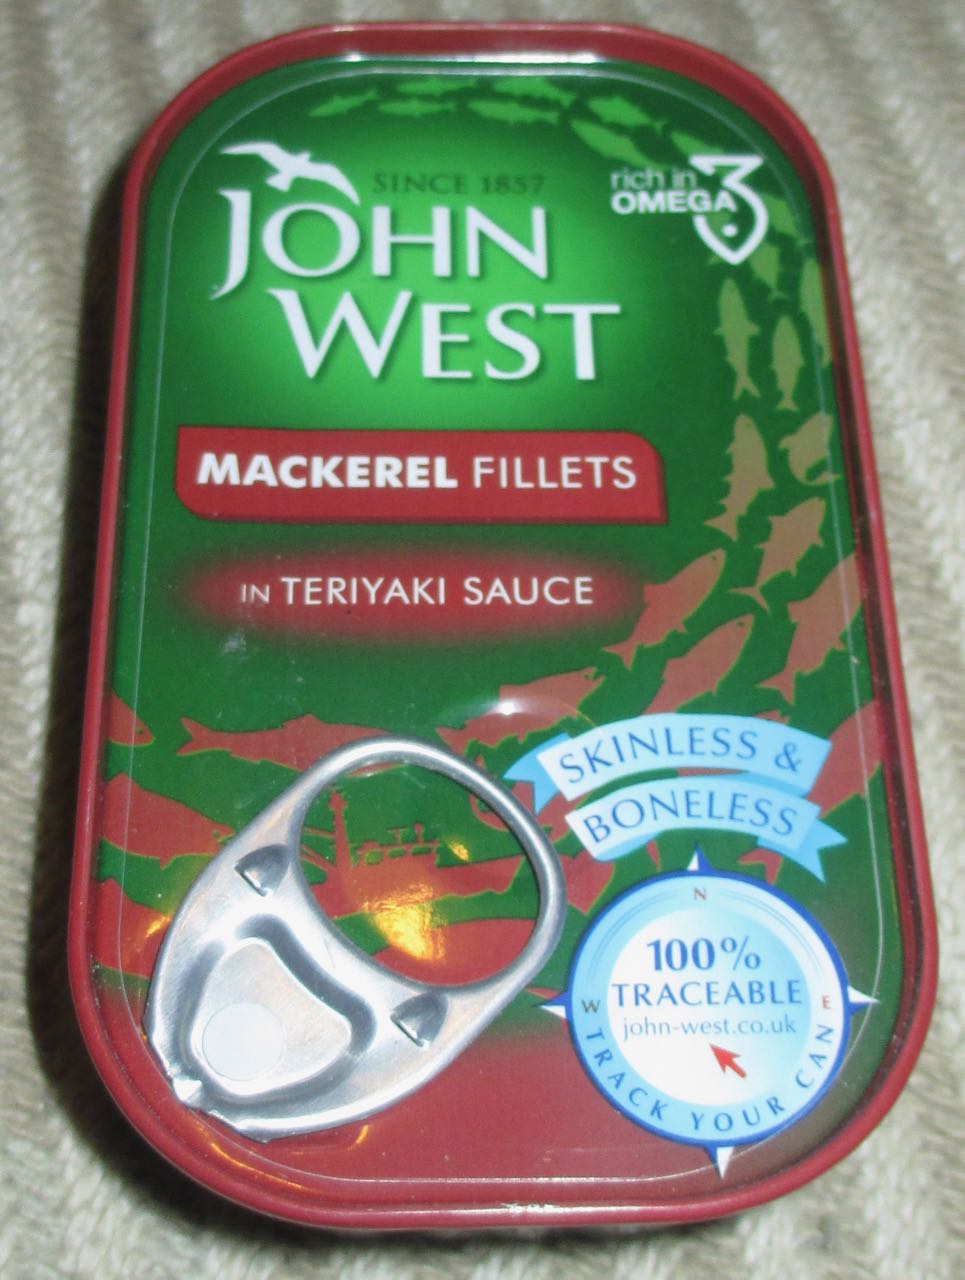 SINCE 1857
JOHN
WEST
rich in
OMEGA 3
MACKEREL FILLETS
IN TERIYAKI SAUCE
SKINLESS &
BONELESS
N
100%
TRACEABLE
W E
john-west.co.uk
TRACK YOUR CAN